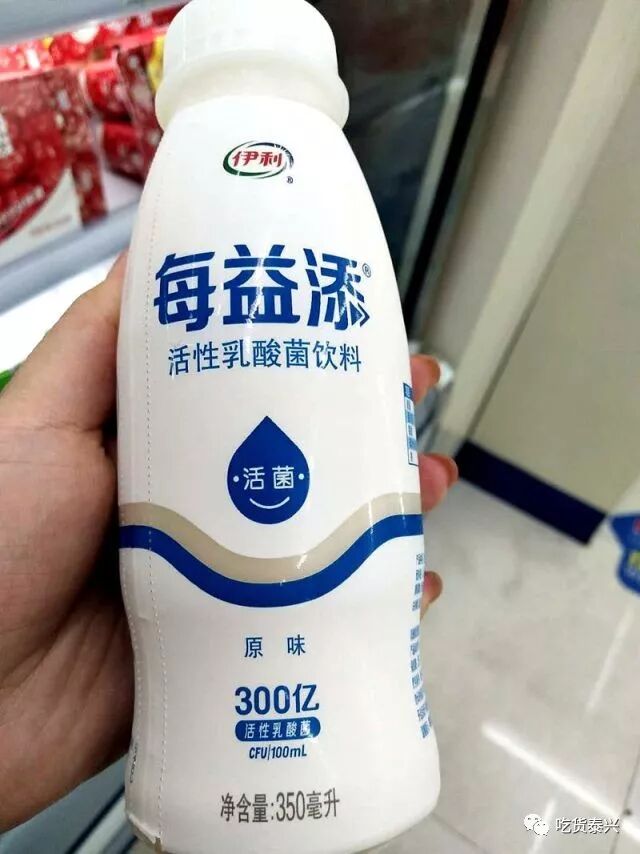 伊利
每益添®
活性乳酸菌饮料
·活菌·
原味
300亿
活性乳酸菌
CFU/100mL
净含量:350毫升
吃货泰兴